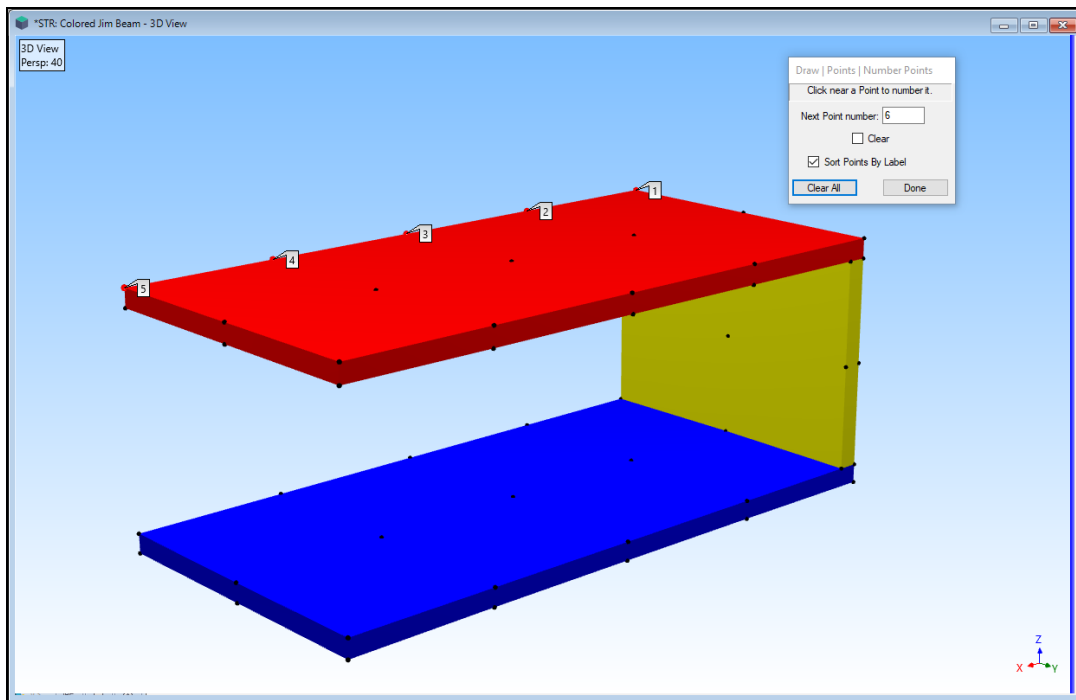 *STR: Colored Jim Beam - 3D View
3D View
Persp: 40
Draw | Points | Number Points
Click near a Point to number it.
Next Point number: 6
Clear
Sort Points By Label
Clear All Done
1
2
3
4
5
Z
X Y